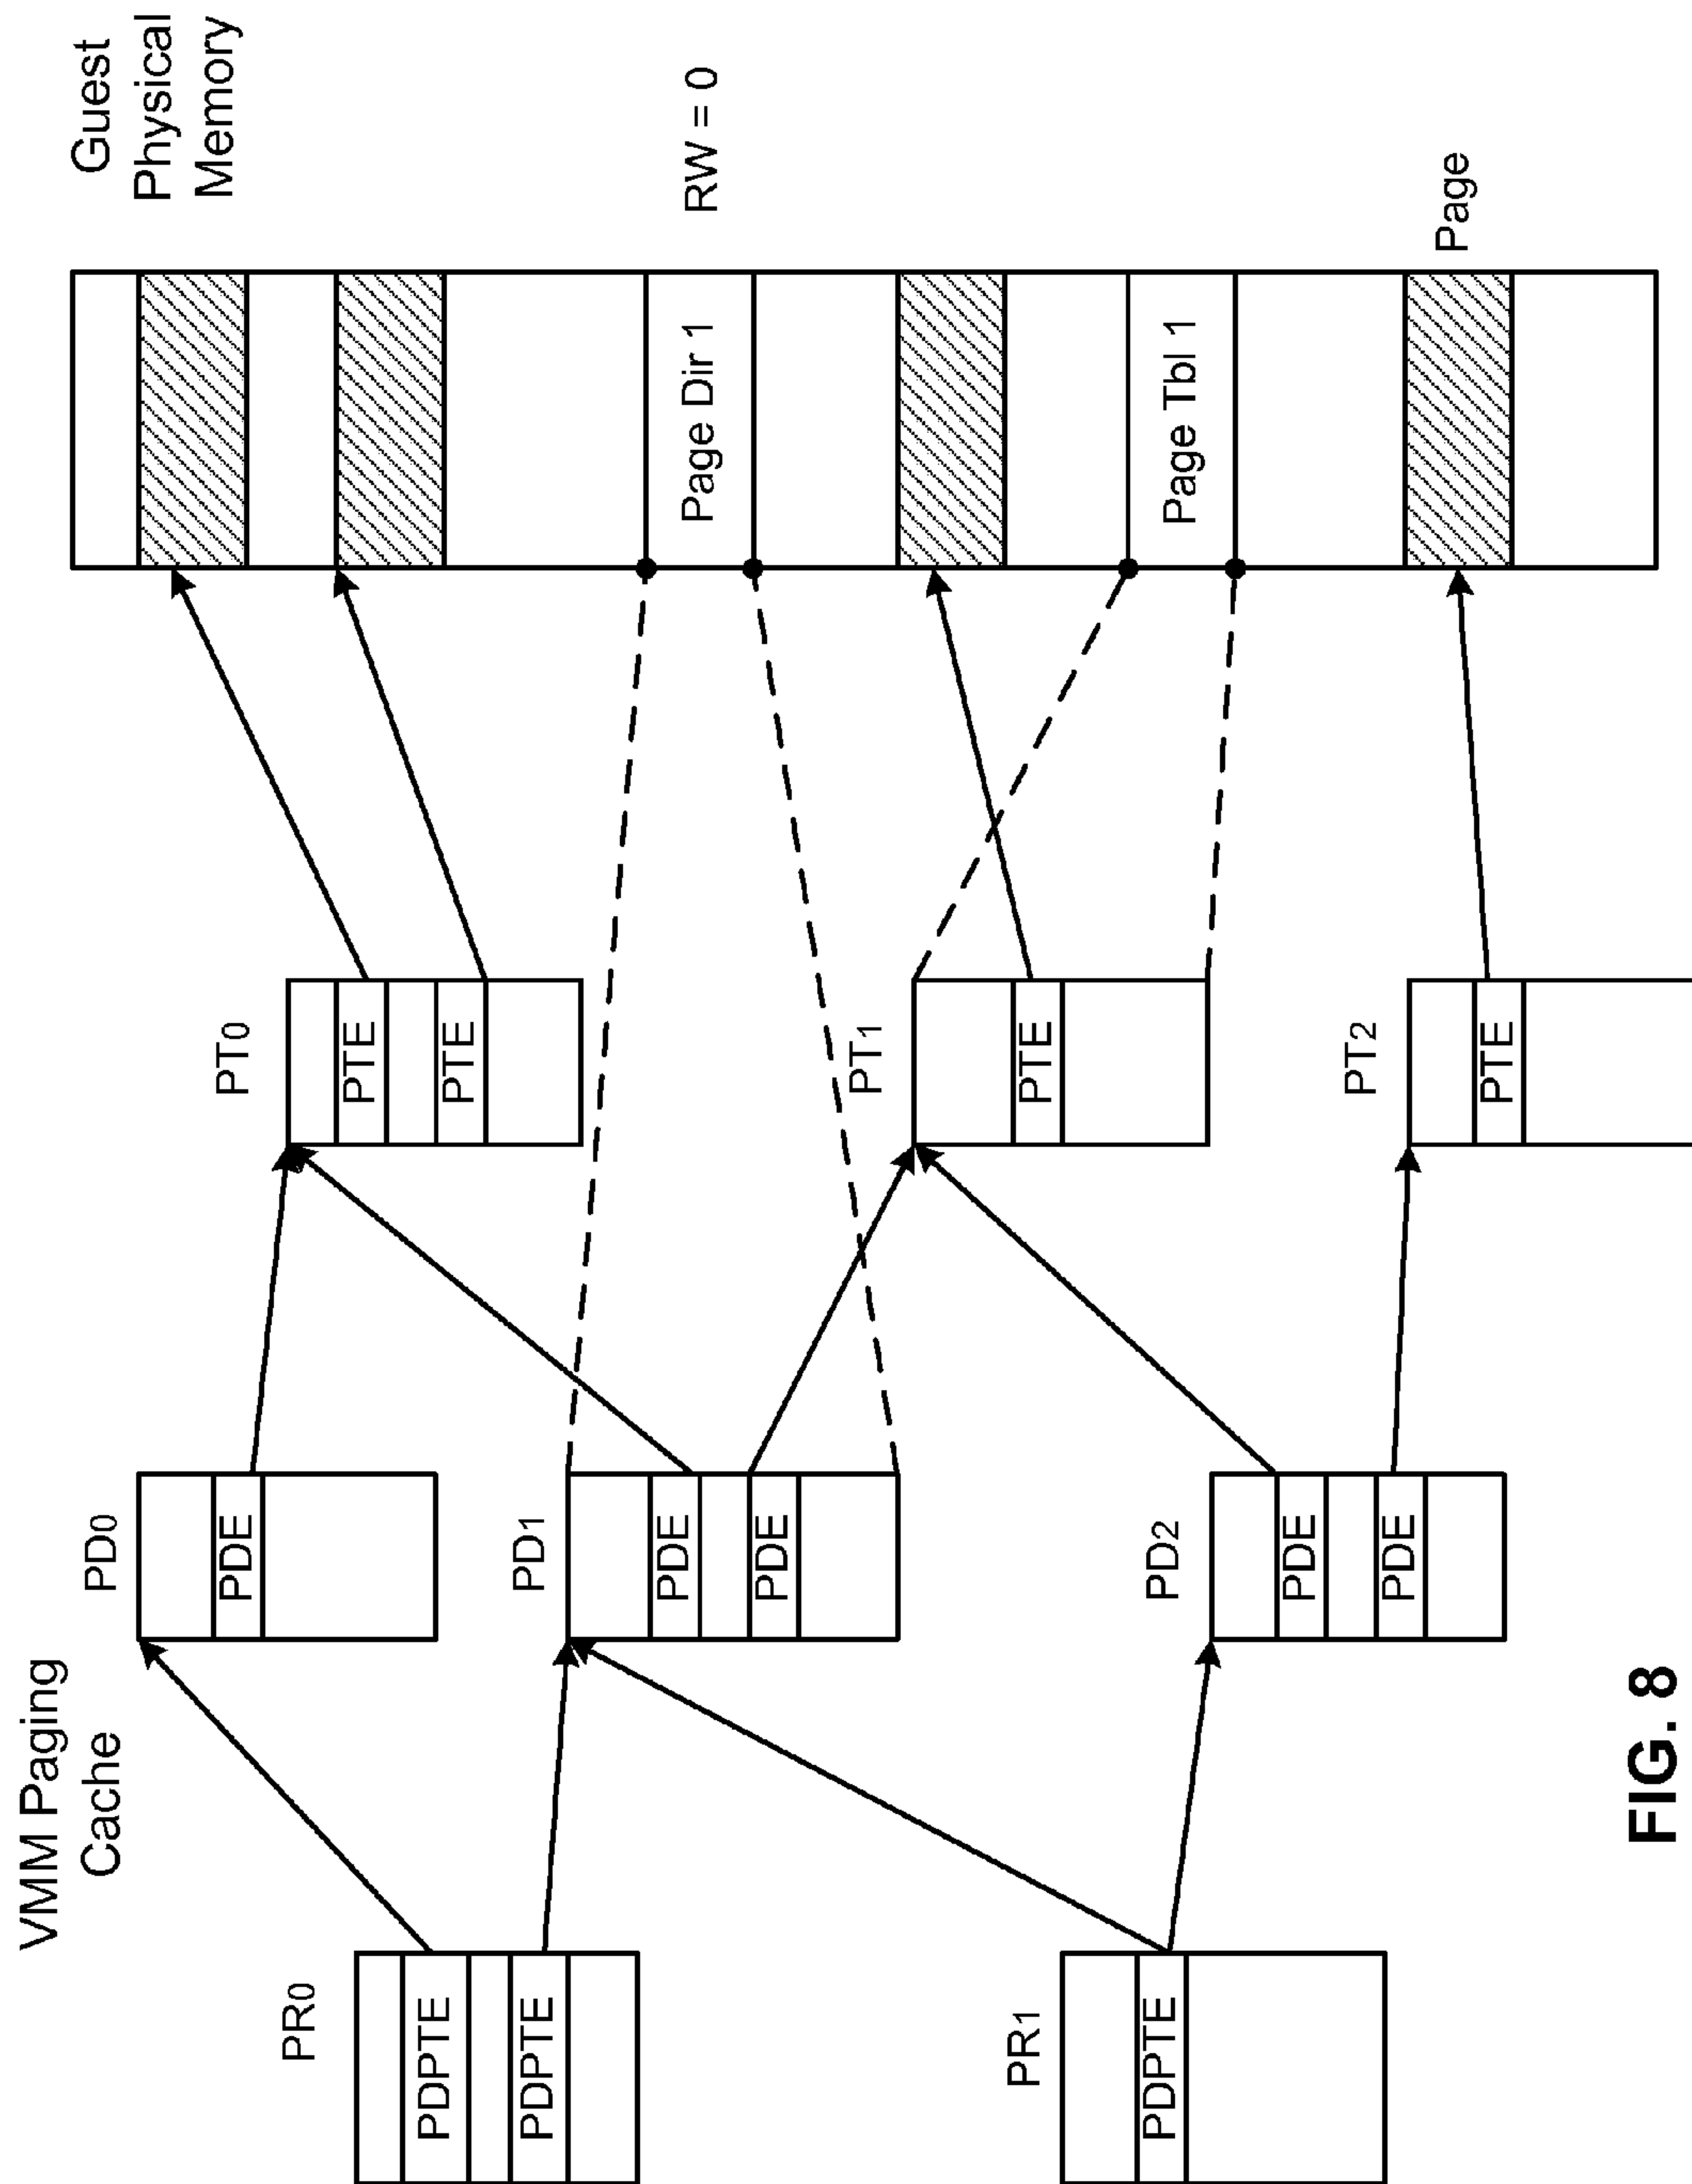 VMM Paging
Cache
Guest
Physical
Memory
PR0
PDPTE
PDPTE
PR1
PDPTE
PD0
PDE
PD1
PDE
PDE
PD2
PDE
PDE
PT0
PTE
PTE
PT1
PTE
PT2
PTE
Page Dir 1
RW = 0
Page Tbl 1
Page
FIG. 8